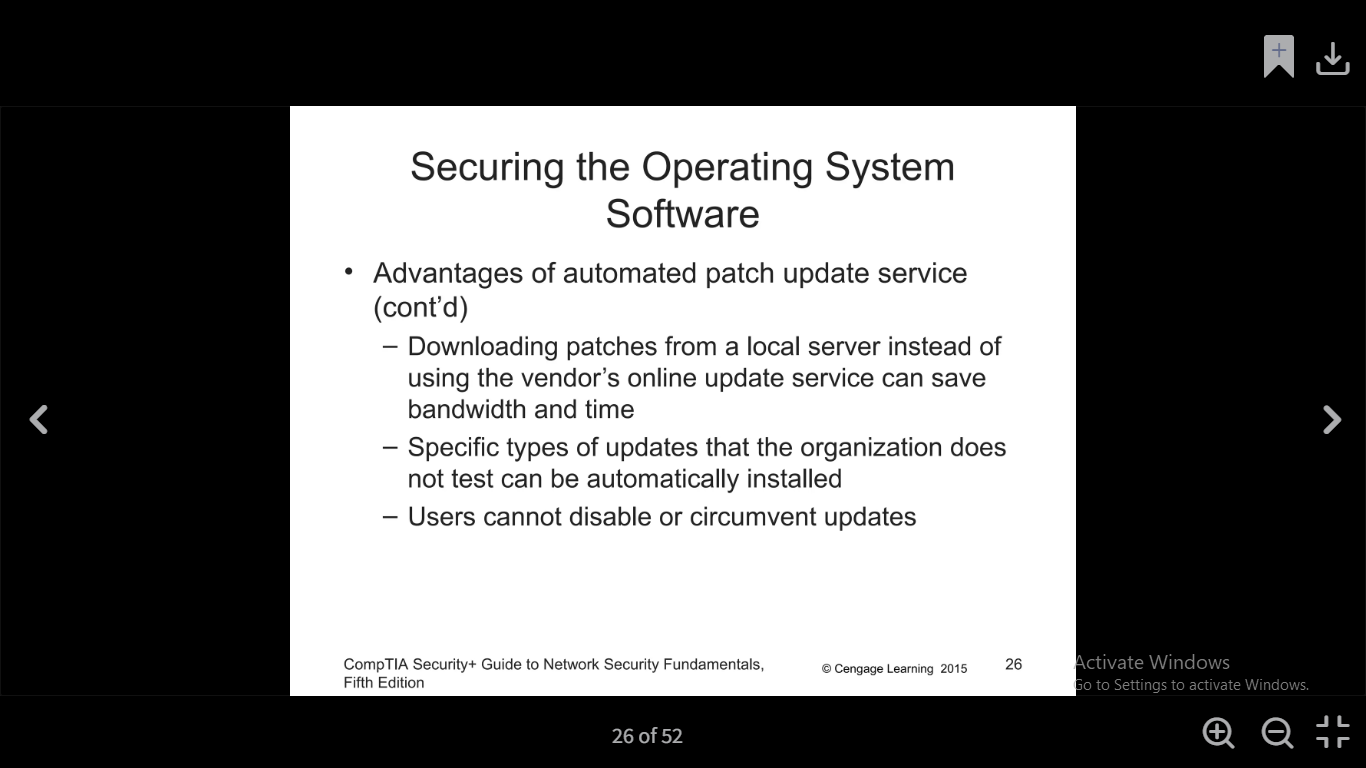 Securing the Operating System
Software
• Advantages of automated patch update service
(cont’d)
– Downloading patches from a local server instead of
using the vendor’s online update service can save
bandwidth and time
– Specific types of updates that the organization does
not test can be automatically installed
– Users cannot disable or circumvent updates
CompTIA Security+ Guide to Network Security Fundamentals,
Fifth Edition
© Cengage Learning 2015
26
Activate Windows
Go to Settings to activate Windows.
26 of 52